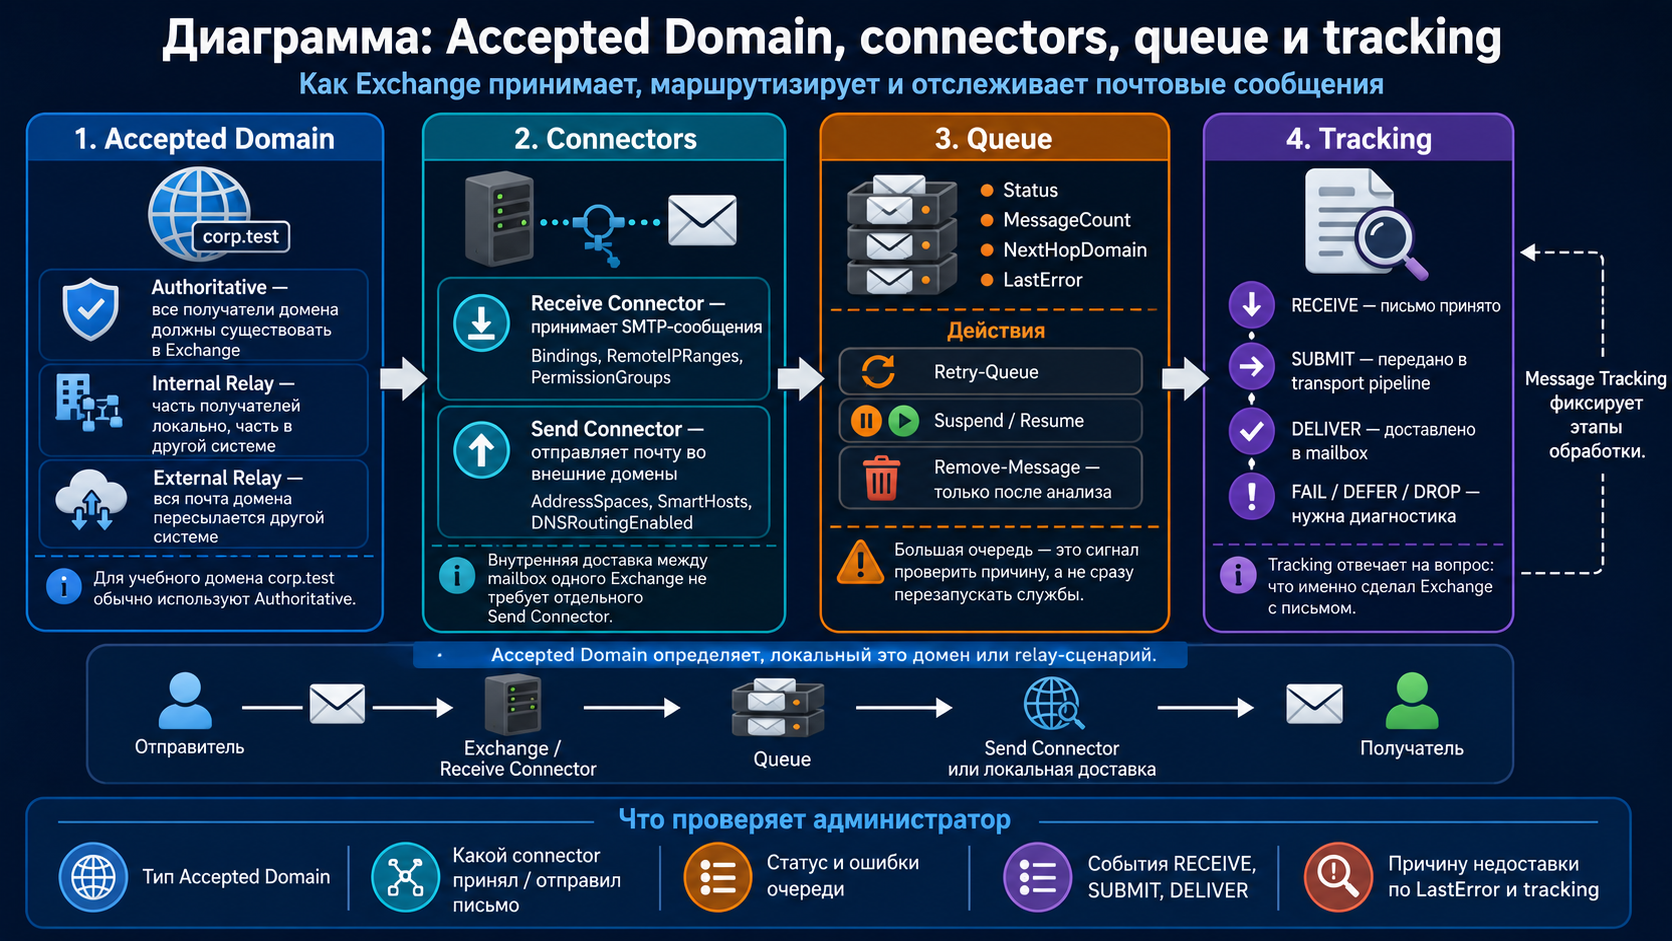 Диаграмма: Accepted Domain, connectors, queue и tracking
Как Exchange принимает, маршрутизирует и отслеживает почтовые сообщения
1. Accepted Domain
corp.test
Authoritative —
все получатели домена
должны существовать
в Exchange
Internal Relay —
часть получателей
локально, часть в
другой системе
External Relay —
вся почта домена
пересылается другой
системе
Для учебного домена corp.test
обычно используют Authoritative.
2. Connectors
Receive Connector —
принимает SMTP-сообщения
Bindings, RemoteIPRanges,
PermissionGroups
Send Connector —
отправляет почту во
внешние домены
AddressSpaces, SmartHosts,
DNSRoutingEnabled
Внутренняя доставка между
mailbox одного Exchange не
требует отдельного
Send Connector.
3. Queue
Status
MessageCount
NextHopDomain
LastError
Действия
Retry-Queue
Suspend / Resume
Remove-Message —
только после анализа
Большая очередь — это сигнал
проверить причину, а не сразу
перезапускать службы.
4. Tracking
RECEIVE — письмо принято
SUBMIT — передано в
transport pipeline
DELIVER — доставлено
в mailbox
FAIL / DEFER / DROP —
нужна диагностика
Tracking отвечает на вопрос:
что именно сделал Exchange
с письмом.
Message Tracking
фиксирует
этапы
обработки.
Accepted Domain определяет, локальный это домен или relay-сценарий.
Отправитель
Exchange /
Receive Connector
Queue
Send Connector
или локальная доставка
Получатель
Что проверяет администратор
Тип Accepted Domain
Какой connector
принял / отправил
письмо
Статус и ошибки
очереди
События RECEIVE,
SUBMIT, DELIVER
Причину недоставки
по LastError и tracking